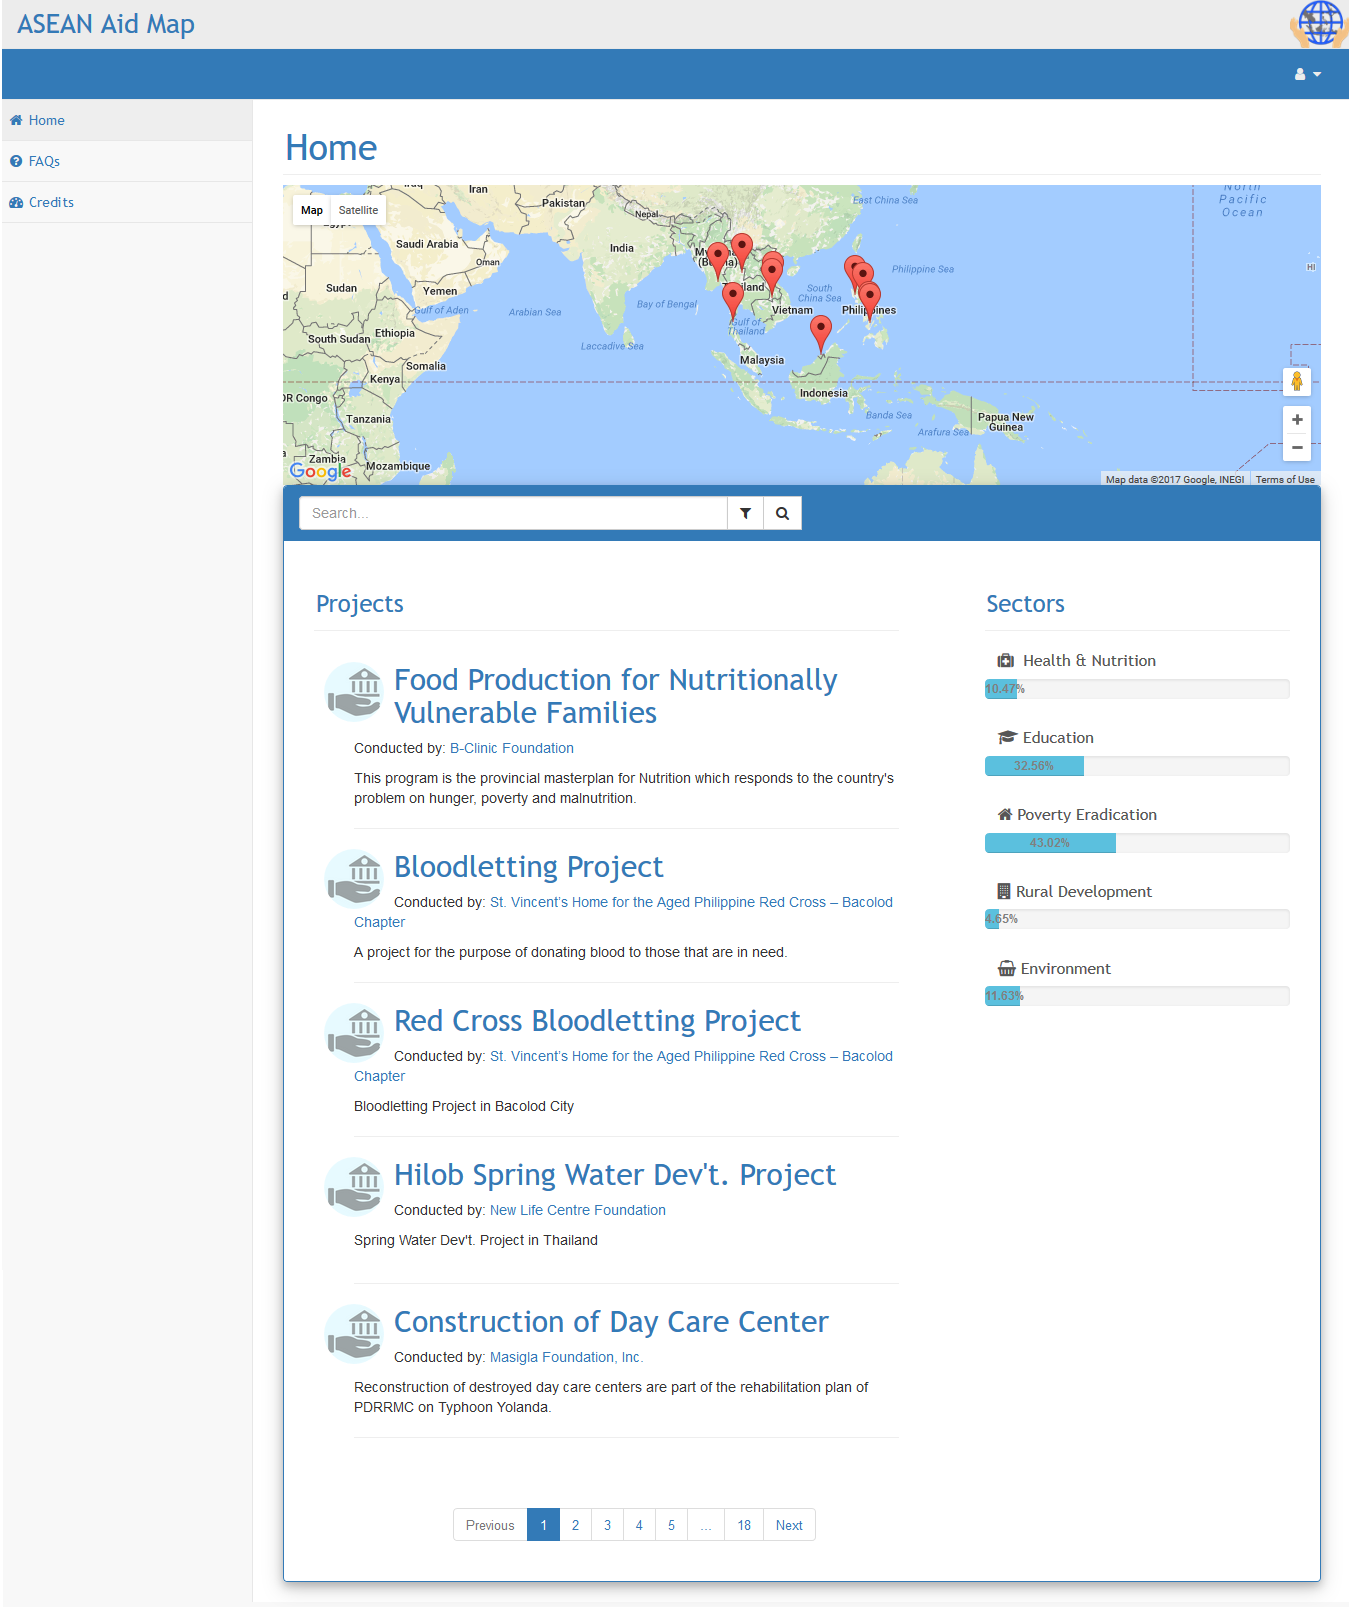 ASEAN Aid Map
Home
FAQs
Credits
Home
Map
Satellite
Iran
Pakistan
Nepal
East China Sea
North
Pacific
Ocean
Saudi Arabia
Oman
India
Philippine Sea
HI
Sudan
Yemen
Gulf of Aden
Arabian Sea
Bay of Bengal
South
China Sea
Vietnam
Philippines
Gulf of
Thailand
South Sudan
Ethiopia
Laccadive Sea
Somalia
Malaysia
Kenya
DR Congo
Indonesia
Tanzania
Banda Sea
Papua New
Guinea
Arafura Sea
Zambia
Mozambique
Google
Map data ©2017 Google, INEGI
Terms of Use
Search...
Projects
Food Production for Nutritionally
Vulnerable Families
Conducted by: B-Clinic Foundation
This program is the provincial masterplan for Nutrition which responds to the country's
problem on hunger, poverty and malnutrition.
Bloodletting Project
Conducted by: St. Vincent's Home for the Aged Philippine Red Cross – Bacolod
Chapter
A project for the purpose of donating blood to those that are in need.
Red Cross Bloodletting Project
Conducted by: St. Vincent's Home for the Aged Philippine Red Cross – Bacolod
Chapter
Bloodletting Project in Bacolod City
Hilob Spring Water Dev't. Project
Conducted by: New Life Centre Foundation
Spring Water Dev't. Project in Thailand
Construction of Day Care Center
Conducted by: Masigla Foundation, Inc.
Reconstruction of destroyed day care centers are part of the rehabilitation plan of
PDRRMC on Typhoon Yolanda.
Previous 1 2 3 4 5 ... 18 Next
Sectors
Health & Nutrition
10.47%
Education
32.56%
Poverty Eradication
43.02%
Rural Development
4.65%
Environment
11.63%